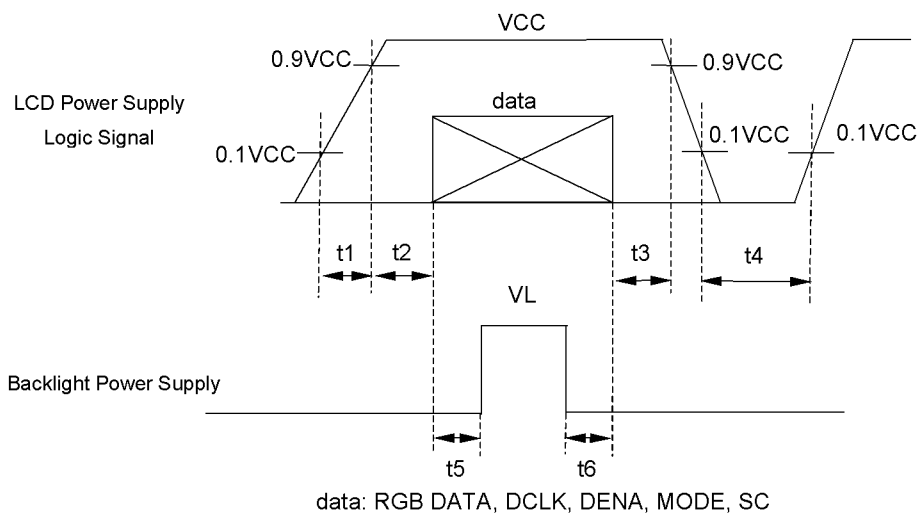 VCC
0.9VCC
0.9VCC
LCD Power Supply
Logic Signal
data
0.1VCC
0.1VCC
0.1VCC
t1
t2
t3
t4
VL
Backlight Power Supply
t5
t6
data: RGB DATA, DCLK, DENA, MODE, SC